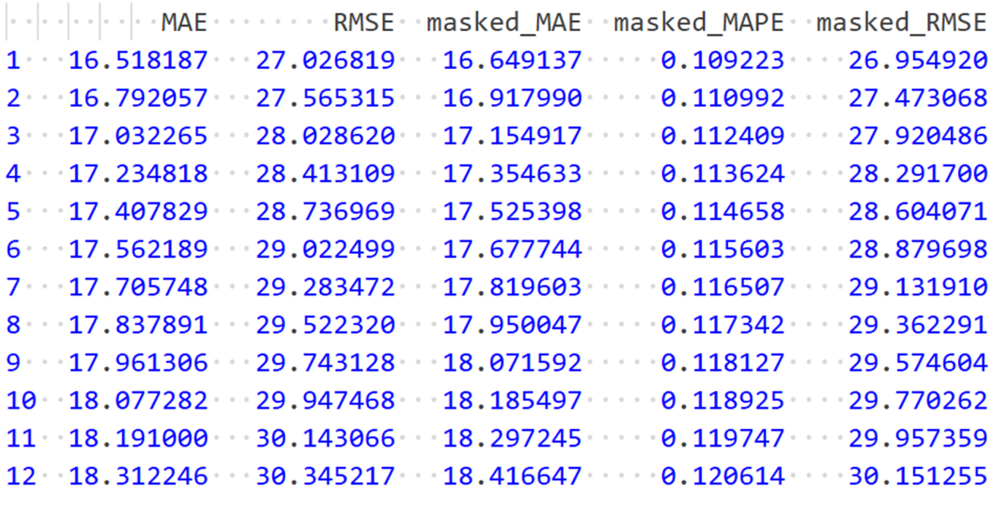 MAE RMSE masked_MAE masked_MAPE masked_RMSE
1 16.518187 27.026819 16.649137 0.109223 26.954920
2 16.792057 27.565315 16.917990 0.110992 27.473068
3 17.032265 28.028620 17.154917 0.112409 27.920486
4 17.234818 28.413109 17.354633 0.113624 28.291700
5 17.407829 28.736969 17.525398 0.114658 28.604071
6 17.562189 29.022499 17.677744 0.115603 28.879698
7 17.705748 29.283472 17.819603 0.116507 29.131910
8 17.837891 29.522320 17.950047 0.117342 29.362291
9 17.961306 29.743128 18.071592 0.118127 29.574604
10 18.077282 29.947468 18.185497 0.118925 29.770262
11 18.191000 30.143066 18.297245 0.119747 29.957359
12 18.312246 30.345217 18.416647 0.120614 30.151255